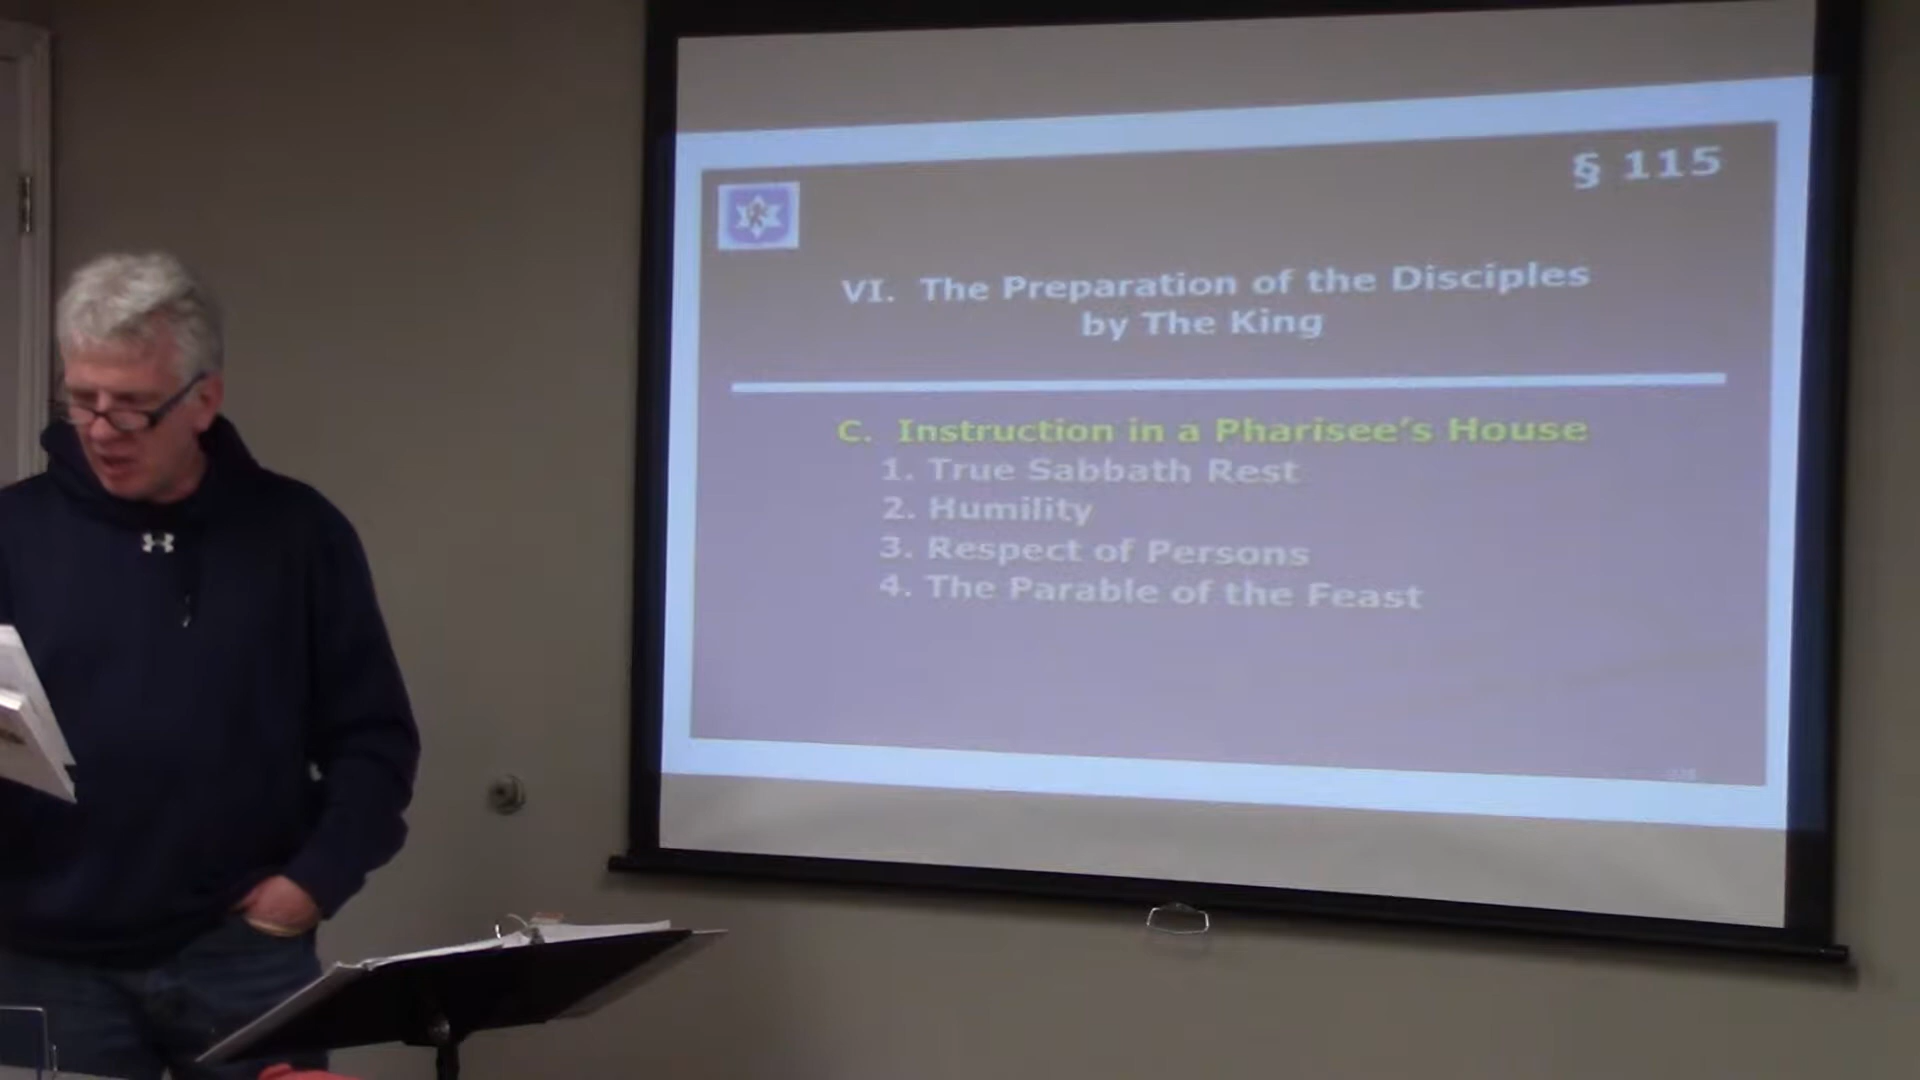 § 115
VI. The Preparation of the Disciples
by The King
C. Instruction in a Pharisee's House
1. True Sabbath Rest
2. Humility
3. Respect of Persons
4. The Parable of the Feast